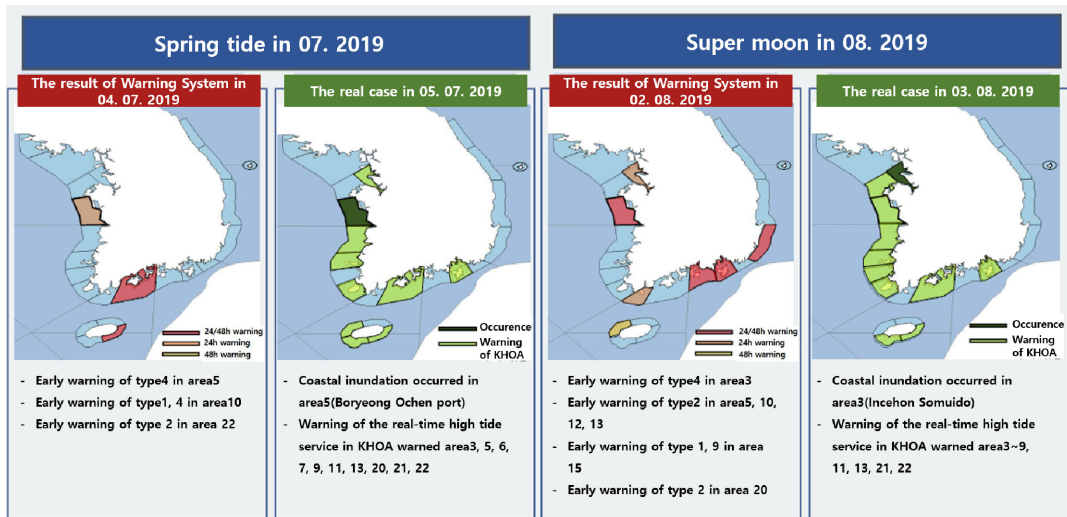 Spring tide in 07. 2019
Super moon in 08. 2019
The result of Warning System in
04. 07. 2019
24/48h warning
24h warning
48h warning
- Early warning of type4 in area5
- Early warning of type1, 4 in area10
- Early warning of type 2 in area 22
The real case in 05. 07. 2019
Occurence
Warning
of KHOA
- Coastal inundation occurred in
area5(Boryeong Ochen port)
- Warning of the real-time high tide
service in KHOA warned area3, 5, 6,
7, 9, 11, 13, 20, 21, 22
The result of Warning System in
02. 08. 2019
24/48h warning
24h warning
48h warning
- Early warning of type4 in area3
- Early warning of type2 in area5, 10,
12, 13
- Early warning of type 1, 9 in area
15
- Early warning of type 2 in area 20
The real case in 03. 08. 2019
Occurence
Warning
of KHOA
- Coastal inundation occurred in
area3(Incehon Somuido)
- Warning of the real-time high tide
service in KHOA warned area3~9,
11, 13, 21, 22